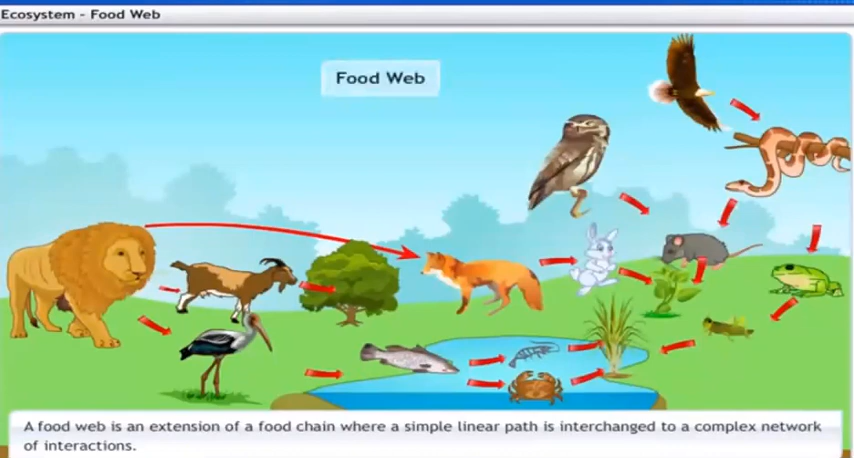 Ecosystem - Food Web
Food Web
A food web is an extension of a food chain where a simple linear path is interchanged to a complex network
of interactions.